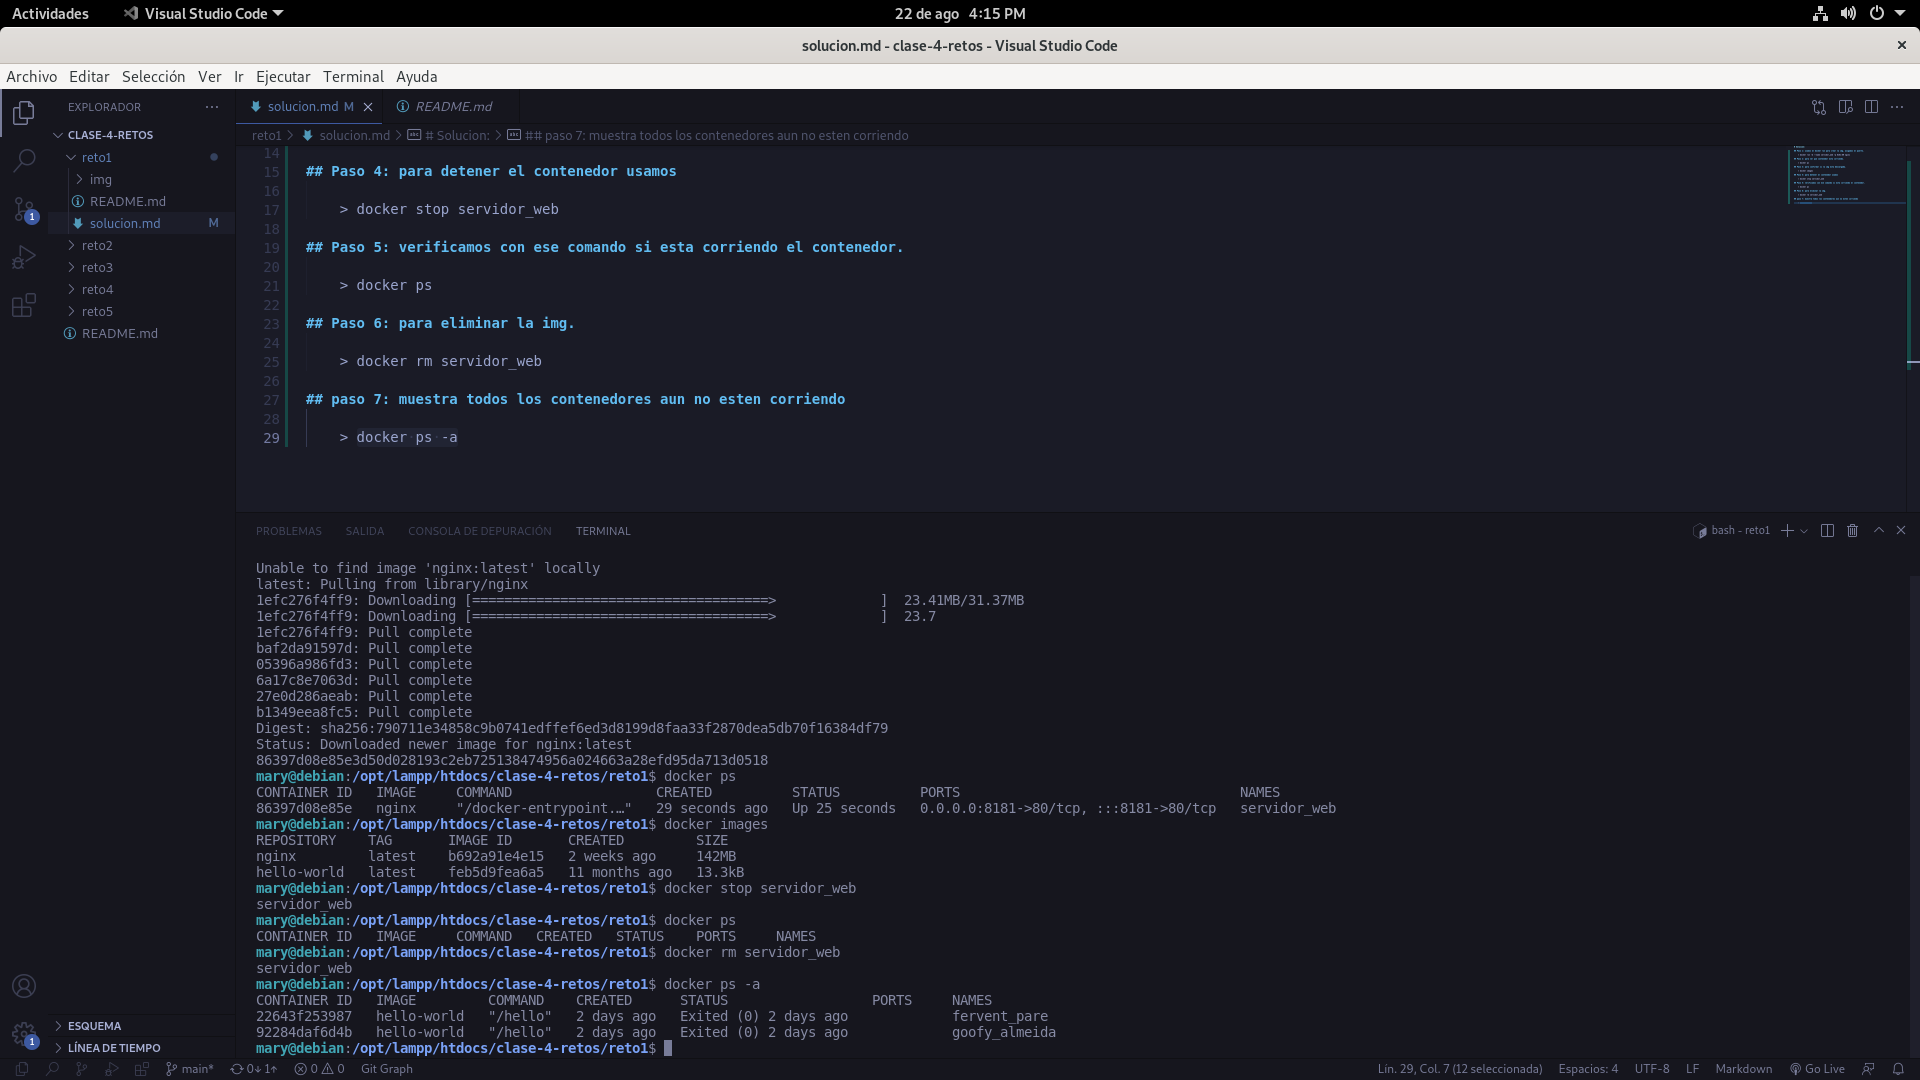 Actividades
Visual Studio Code
22 de ago 4:15 PM
solucion.md - clase-4-retos - Visual Studio Code
Archivo Editar Selección Ver Ir Ejecutar Terminal Ayuda
EXPLORADOR
CLASE-4-RETOS
reto1
img
README.md
solucion.md M
reto2
reto3
reto4
reto5
README.md
1
1
ESQUEMA
LÍNEA DE TIEMPO
solucion.md M
README.md
reto1 > solucion.md > # Solucion: > ## paso 7: muestra todos los contenedores aun no esten corriendo
14
15 ## Paso 4: para detener el contenedor usamos
16
17 > docker stop servidor_web
18
19 ## Paso 5: verificamos con ese comando si esta corriendo el contenedor.
20
21 > docker ps
22
23 ## Paso 6: para eliminar la img.
24
25 > docker rm servidor_web
26
27 ## paso 7: muestra todos los contenedores aun no esten corriendo
28
29 > docker ps -a
PROBLEMAS SALIDA CONSOLA DE DEPURACIÓN TERMINAL
bash - reto1
Unable to find image 'nginx:latest' locally
latest: Pulling from library/nginx
1efc276f4ff9: Downloading [=====================================> ] 23.41MB/31.37MB
1efc276f4ff9: Downloading [=====================================> ] 23.7
1efc276f4ff9: Pull complete
baf2da91597d: Pull complete
05396a986fd3: Pull complete
6a17c8e7063d: Pull complete
27e0d286aeab: Pull complete
b1349eea8fc5: Pull complete
Digest: sha256:790711e34858c9b0741edffef6ed3d8199d8faa33f2870dea5db70f16384df79
Status: Downloaded newer image for nginx:latest
86397d08e85e3d50d028193c2eb725138474956a024663a28efd95da713d0518
mary@debian:/opt/lampp/htdocs/clase-4-retos/reto1$ docker ps
CONTAINER ID IMAGE COMMAND CREATED STATUS PORTS NAMES
86397d08e85e nginx "/docker-entrypoint.…" 29 seconds ago Up 25 seconds 0.0.0.0:8181->80/tcp, :::8181->80/tcp servidor_web
mary@debian:/opt/lampp/htdocs/clase-4-retos/reto1$ docker images
REPOSITORY TAG IMAGE ID CREATED SIZE
nginx latest b692a91e4e15 2 weeks ago 142MB
hello-world latest feb5d9fea6a5 11 months ago 13.3kB
mary@debian:/opt/lampp/htdocs/clase-4-retos/reto1$ docker stop servidor_web
servidor_web
mary@debian:/opt/lampp/htdocs/clase-4-retos/reto1$ docker ps
CONTAINER ID IMAGE COMMAND CREATED STATUS PORTS NAMES
mary@debian:/opt/lampp/htdocs/clase-4-retos/reto1$ docker rm servidor_web
servidor_web
mary@debian:/opt/lampp/htdocs/clase-4-retos/reto1$ docker ps -a
CONTAINER ID IMAGE COMMAND CREATED STATUS PORTS NAMES
22643f253987 hello-world "/hello" 2 days ago Exited (0) 2 days ago fervent_pare
92284daf6d4b hello-world "/hello" 2 days ago Exited (0) 2 days ago goofy_almeida
mary@debian:/opt/lampp/htdocs/clase-4-retos/reto1$
main* 0↓ 1↑ 0 0 Git Graph
Lín. 29, Col. 7 (12 seleccionada) Espacios: 4 UTF-8 LF Markdown Go Live